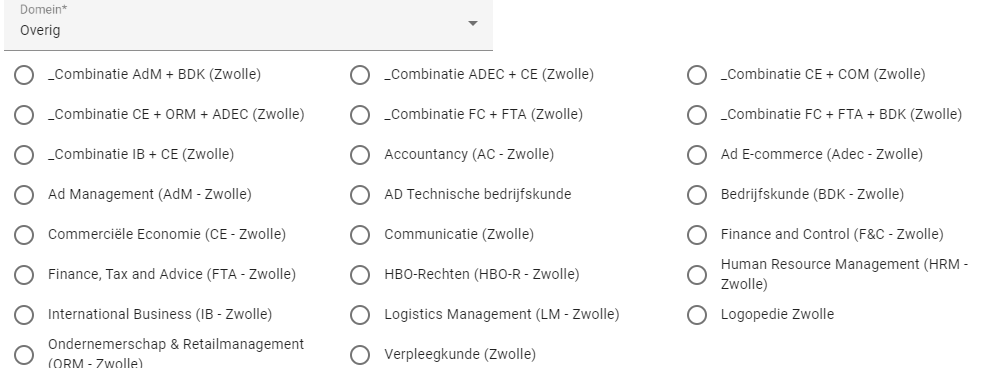 Domein*
Overig
_Combinatie AdM + BDK (Zwolle)
_Combinatie ADEC + CE (Zwolle)
_Combinatie CE + COM (Zwolle)
_Combinatie CE + ORM + ADEC (Zwolle)
_Combinatie FC + FTA (Zwolle)
_Combinatie FC + FTA + BDK (Zwolle)
_Combinatie IB + CE (Zwolle)
Accountancy (AC - Zwolle)
Ad E-commerce (Adec - Zwolle)
Ad Management (AdM - Zwolle)
AD Technische bedrijfskunde
Bedrijfskunde (BDK - Zwolle)
Commerciële Economie (CE - Zwolle)
Communicatie (Zwolle)
Finance and Control (F&C - Zwolle)
Finance, Tax and Advice (FTA - Zwolle)
HBO-Rechten (HBO-R - Zwolle)
Human Resource Management (HRM -
Zwolle)
International Business (IB - Zwolle)
Logistics Management (LM - Zwolle)
Logopedie Zwolle
Ondernemerschap & Retailmanagement
(ORM - Zwolle)
Verpleegkunde (Zwolle)